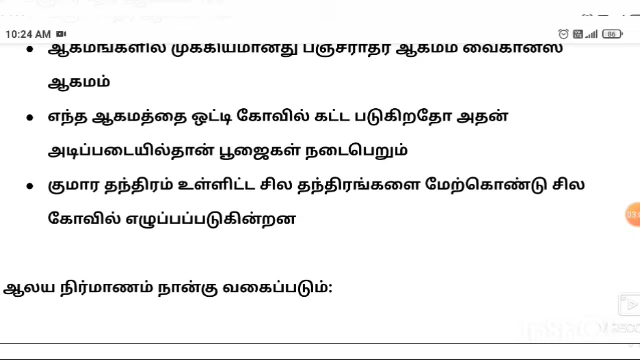 10:24 AM
86
ஆகமங்களில் முக்கியமானது பஞ்சராத்ர ஆகமம் வைகானஸ
ஆகமம்
எந்த ஆகமத்தை ஒட்டி கோவில் கட்ட படுகிறதோ அதன்
அடிப்படையில்தான் பூஜைகள் நடைபெறும்
குமார தந்திரம் உள்ளிட்ட சில தந்திரங்களை மேற்கொண்டு சில
கோவில் எழுப்பப்படுகின்றன
ஆலய நிர்மாணம் நான்கு வகைப்படும்: